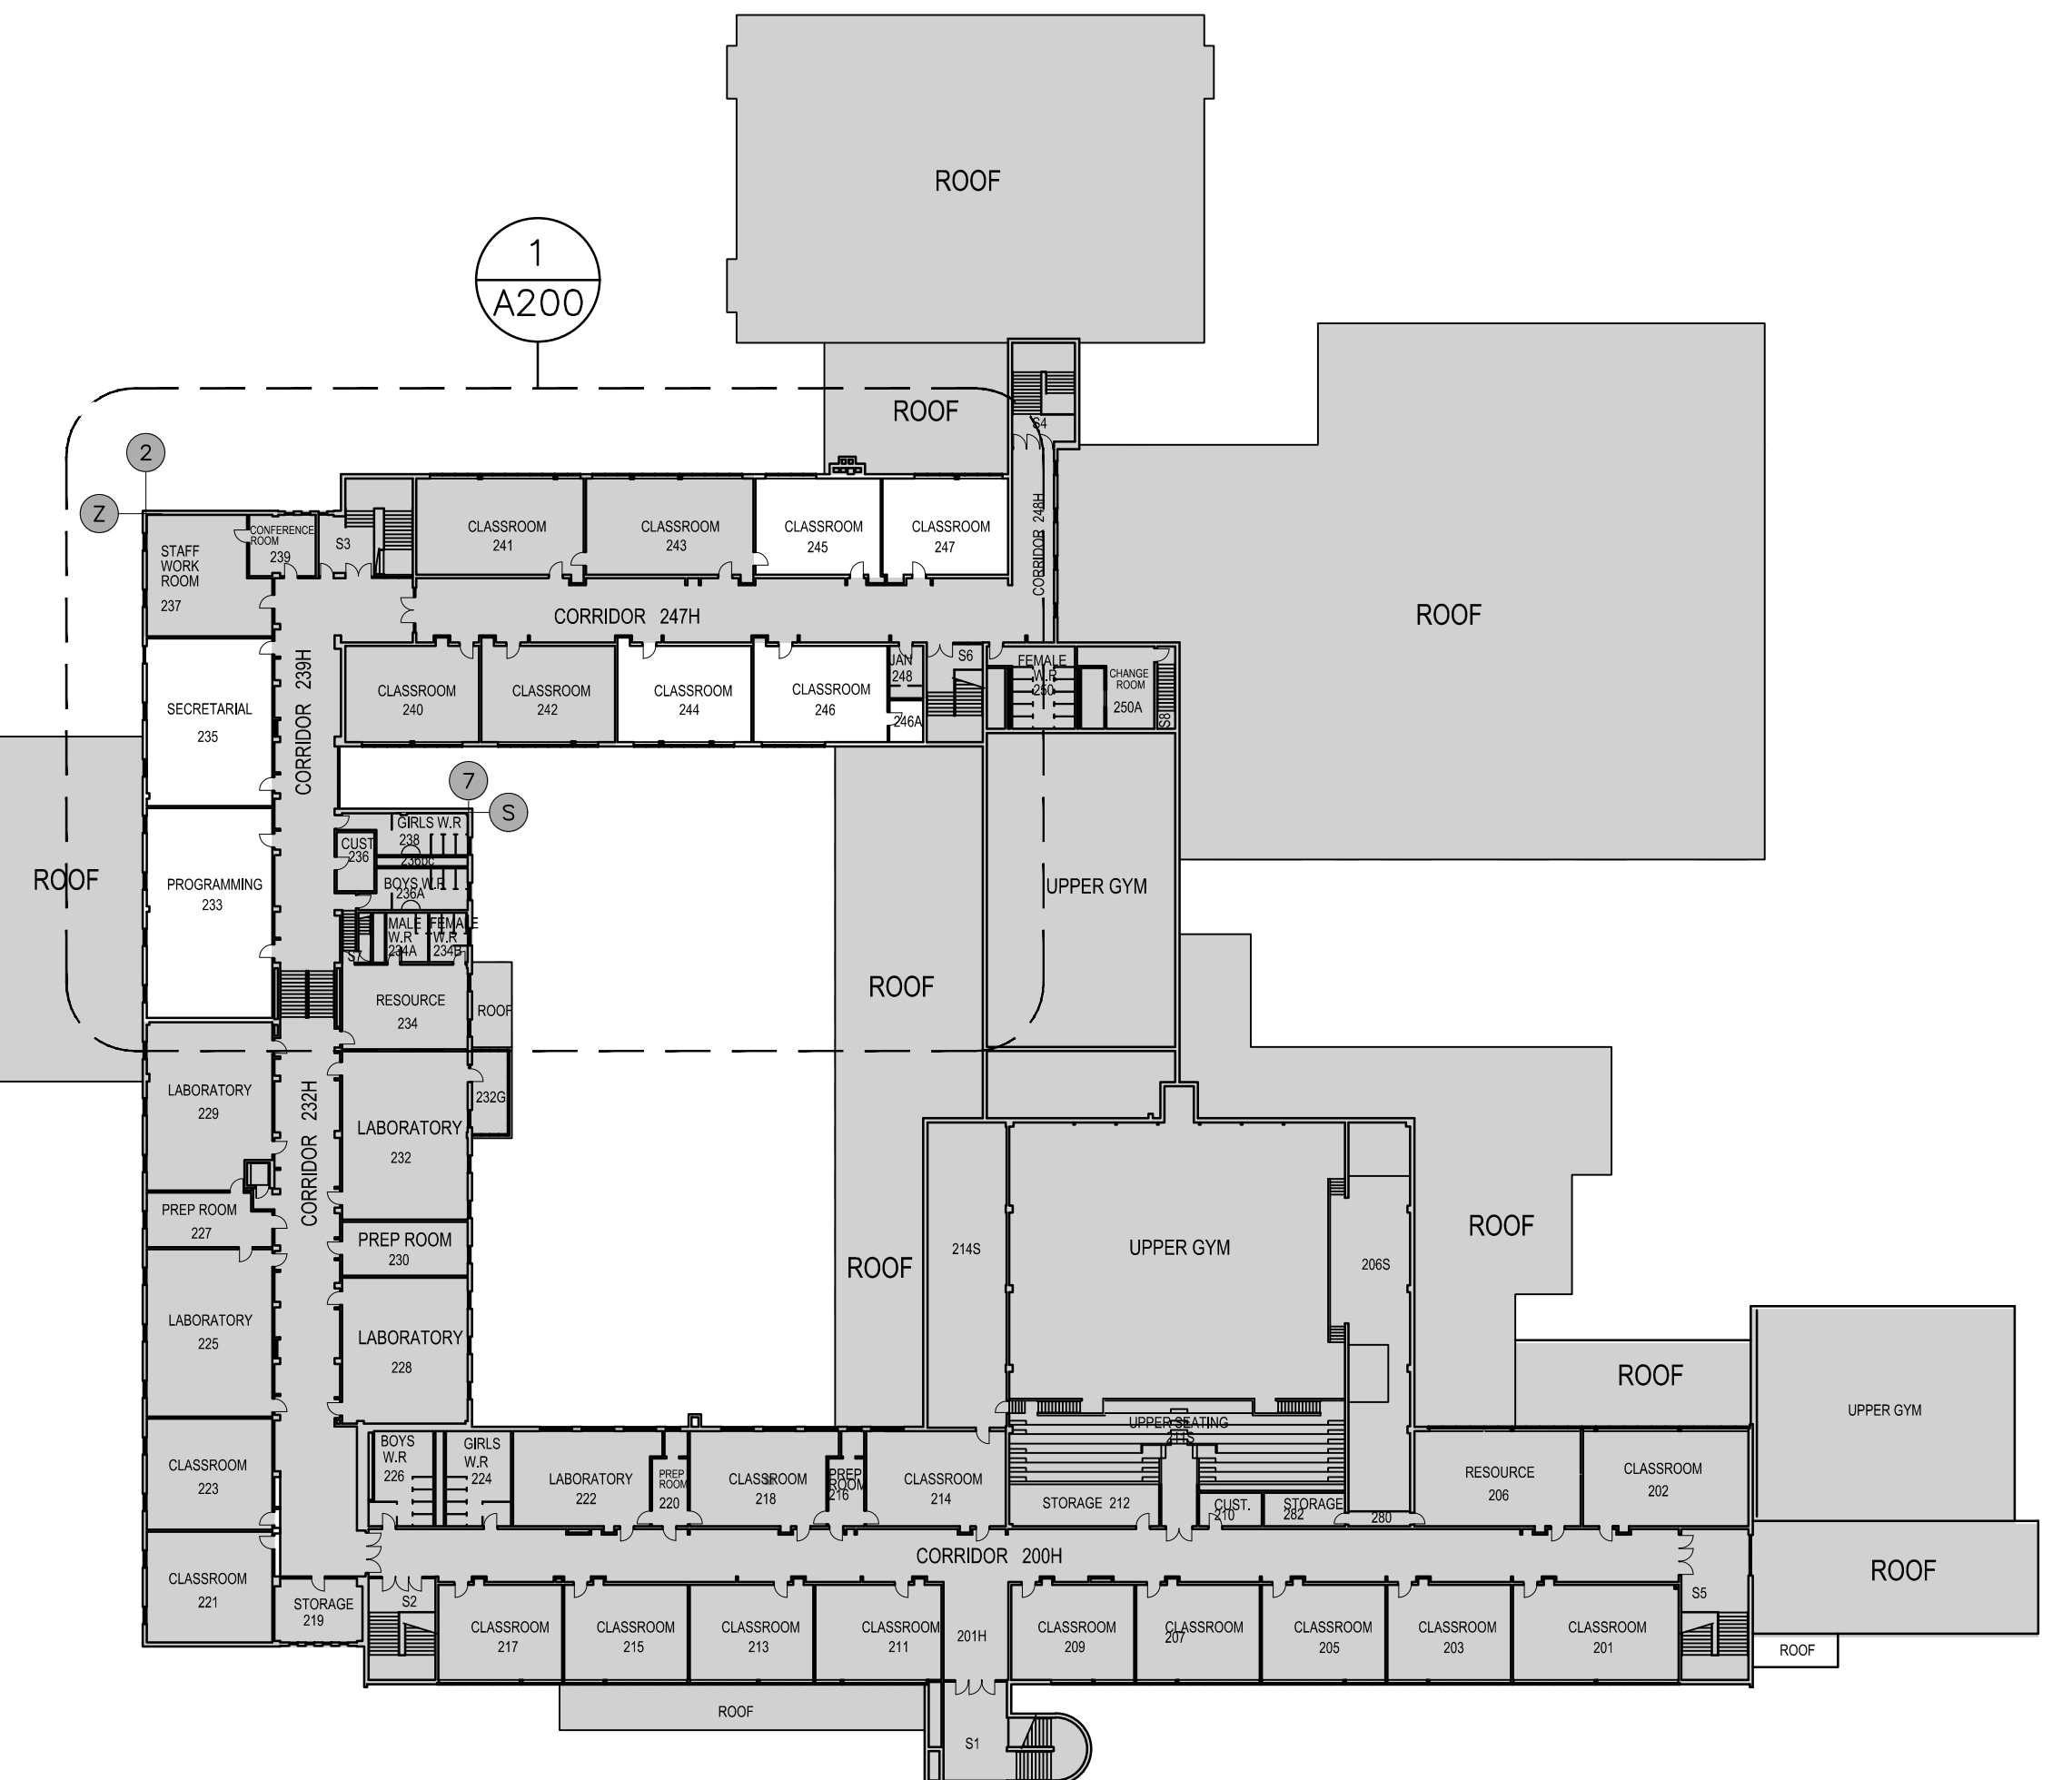 ROOF
1
A200
ROOF
S4
2
Z
CONFERENCE
ROOM
239
S3
STAFF
WORK
ROOM
237
CLASSROOM
241
CLASSROOM
243
CLASSROOM
245
CLASSROOM
247
CORRIDOR 248H
ROOF
CORRIDOR 247H
CORRIDOR 239H
SECRETARIAL
235
CLASSROOM
240
CLASSROOM
242
CLASSROOM
244
CLASSROOM
246
JAN
248
246A
S6
FEMALE
W.R
250
CHANGE
ROOM
250A
S8
7
S
GIRLS W.R
238
CUST
236
236bc
BOYS W.R
236A
ROOF
PROGRAMMING
233
UPPER GYM
MALE
W.R
234A
FEMALE
W.R
234B
S7
RESOURCE
234
ROOF
ROOF
LABORATORY
229
CORRIDOR 232H
LABORATORY
232
232G
PREP ROOM
227
PREP ROOM
230
LABORATORY
225
LABORATORY
228
ROOF
214S
UPPER GYM
206S
ROOF
ROOF
UPPER GYM
UPPER SEATING
CLASSROOM
223
BOYS
W.R
226
GIRLS
W.R
224
LABORATORY
222
PREP
ROOM
220
CLASSROOM
218
PREP
ROOM
216
CLASSROOM
214
STORAGE 212
CUST.
210
STORAGE
282
280
RESOURCE
206
CLASSROOM
202
CORRIDOR 200H
ROOF
CLASSROOM
221
STORAGE
219
S2
CLASSROOM
217
CLASSROOM
215
CLASSROOM
213
CLASSROOM
211
201H
CLASSROOM
209
CLASSROOM
207
CLASSROOM
205
CLASSROOM
203
CLASSROOM
201
S5
ROOF
ROOF
S1